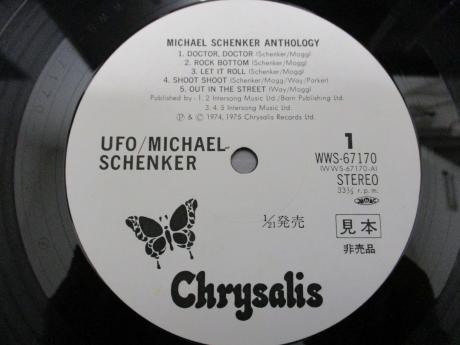 MICHAEL SCHENKER ANTHOLOGY
1. DOCTOR, DOCTOR (Schenker/Mogg)
2. ROCK BOTTOM (Schenker/Mogg)
3. LET IT ROLL (Schenker/Mogg)
4. SHOOT SHOOT (Schenker/Mogg/Way/Parker)
5. OUT IN THE STREET (Way/Mogg)
Published by : 1. 2 Intersong Music Ltd/Barn Publishing Ltd.
: 3. 4. 5 Intersong Music Ltd.
Ⓟ & © 1974, 1975 Chrysalis Records Ltd.
UFO/MICHAEL
SCHENKER
1
WWS-67170
(WWS-67170-A)
STEREO
33⅓ r.p.m.
1/21発売
見本
非売品
Chrysalis